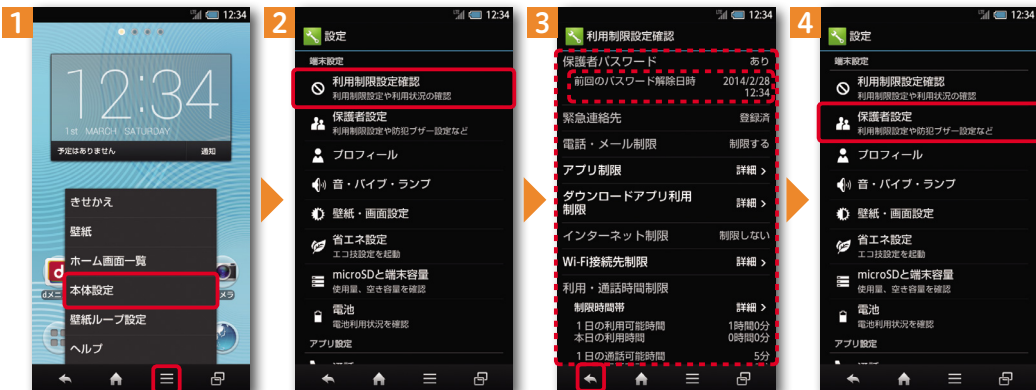 1
12:34
12:34
1st MARCH SATURDAY
予定はありません 通知
きせかえ
壁紙
ホーム画面一覧
本体設定
壁紙ループ設定
ヘルプ
2
12:34
設定
端末設定
利用制限設定確認
利用制限設定や利用状況の確認
保護者設定
利用制限設定や防犯ブザー設定など
プロフィール
音・バイブ・ランプ
壁紙・画面設定
省エネ設定
エコ技設定を起動
microSDと端末容量
使用量、空き容量を確認
電池
電池利用状況を確認
アプリ設定
3
12:34
利用制限設定確認
保護者パスワード あり
前回のパスワード解除日時 2014/2/28
12:34
緊急連絡先 登録済
電話・メール制限 制限する
アプリ制限 詳細 >
ダウンロードアプリ利用
制限 詳細 >
インターネット制限 制限しない
Wi-Fi接続先制限 詳細 >
利用・通話時間制限
制限時間帯 詳細 >
1日の利用可能時間 1時間0分
本日の利用時間 0時間0分
1日の通話可能時間 5分
4
12:34
設定
端末設定
利用制限設定確認
利用制限設定や利用状況の確認
保護者設定
利用制限設定や防犯ブザー設定など
プロフィール
音・バイブ・ランプ
壁紙・画面設定
省エネ設定
エコ技設定を起動
microSDと端末容量
使用量、空き容量を確認
電池
電池利用状況を確認
アプリ設定